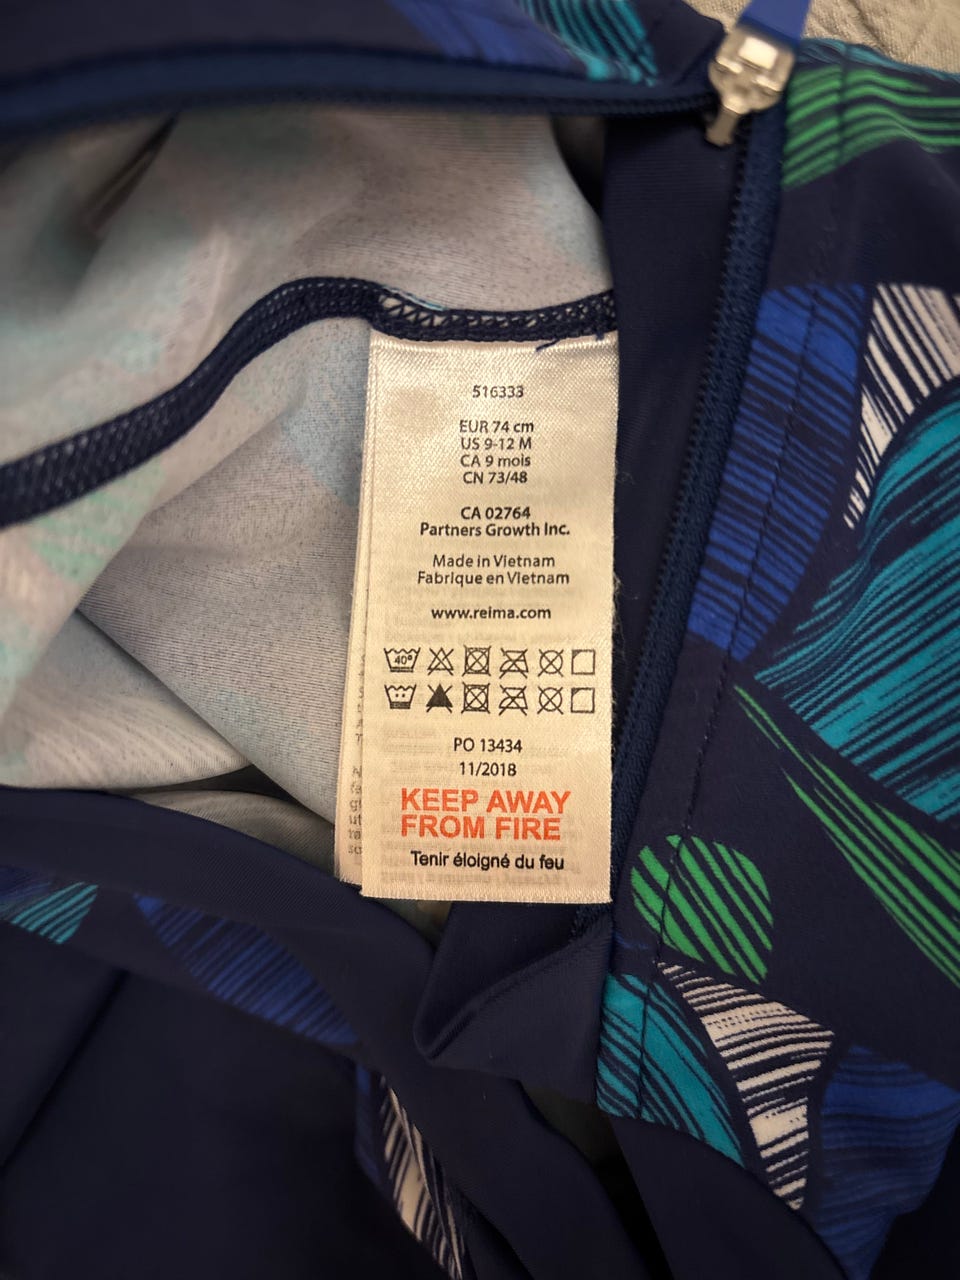 516333
EUR 74 cm
US 9-12 M
CA 9 mois
CN 73/48
CA 02764
Partners Growth Inc.
Made in Vietnam
Fabriqué en Vietnam
www.reima.com
40°
PO 13434
11/2018
KEEP AWAY
FROM FIRE
Tenir éloigné du feu